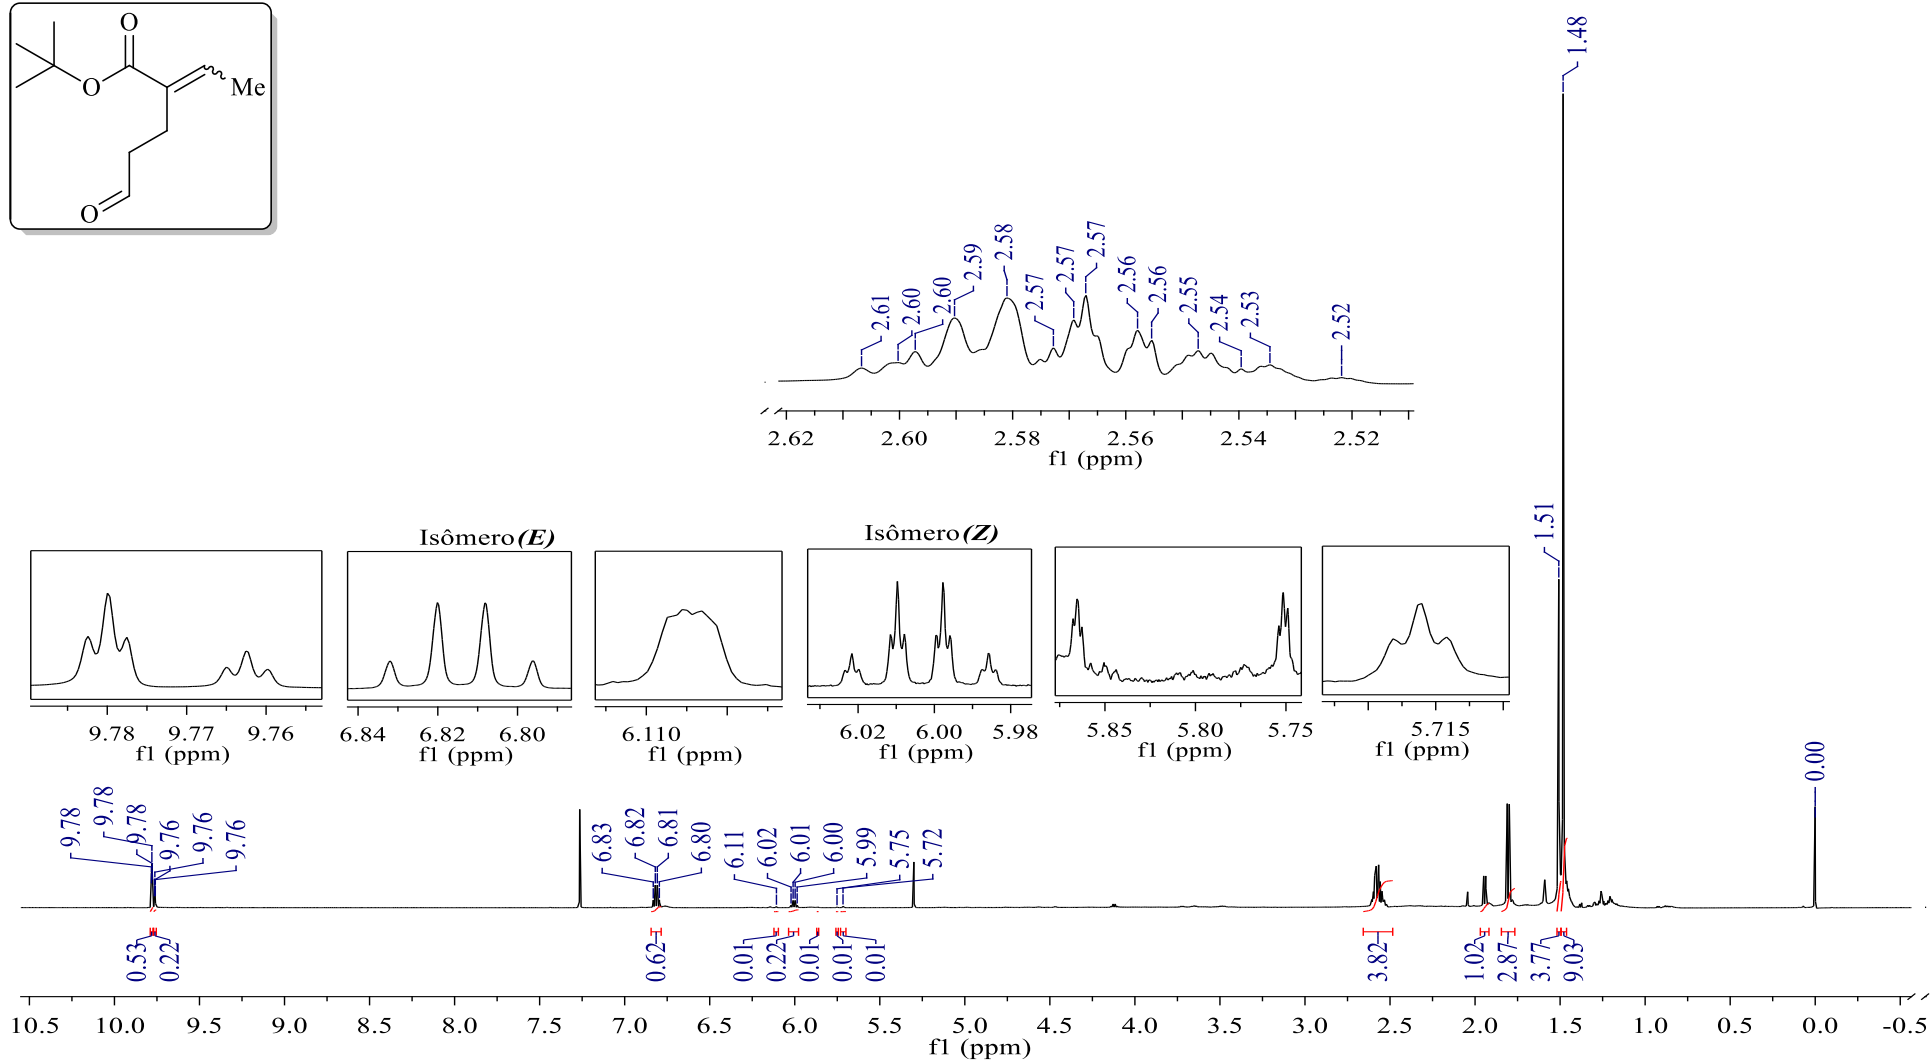 O
O
Me
O
1.48
1.51
2.61
2.60
2.60
2.59
2.58
2.57
2.57
2.57
2.56
2.56
2.55
2.54
2.53
2.52
2.62 2.60 2.58 2.56 2.54 2.52
f1 (ppm)
Isômero (E)
Isômero (Z)
9.78 9.77 9.76
f1 (ppm)
6.84 6.82 6.80
f1 (ppm)
6.110
f1 (ppm)
6.02 6.00 5.98
f1 (ppm)
5.85 5.80 5.75
f1 (ppm)
5.715
f1 (ppm)
9.78
9.78
9.78
9.76
9.76
9.76
6.83
6.82
6.81
6.80
6.11
6.02
6.01
6.00
5.99
5.75
5.72
0.00
0.53
0.22
0.62
0.01
0.22
0.01
0.01
0.01
3.82
1.02
2.87
3.77
9.03
10.5 10.0 9.5 9.0 8.5 8.0 7.5 7.0 6.5 6.0 5.5 5.0 4.5 4.0 3.5 3.0 2.5 2.0 1.5 1.0 0.5 0.0 -0.5
f1 (ppm)